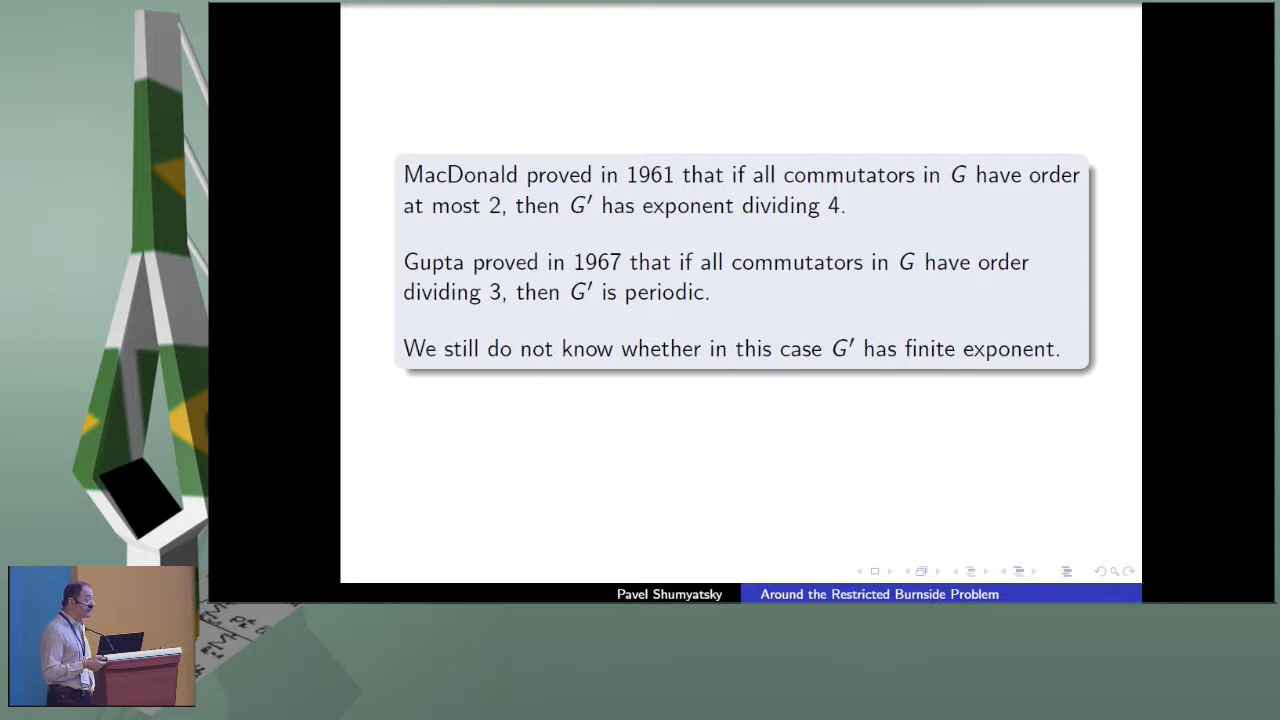 MacDonald proved in 1961 that if all commutators in G have order
at most 2, then G′ has exponent dividing 4.
Gupta proved in 1967 that if all commutators in G have order
dividing 3, then G′ is periodic.
We still do not know whether in this case G′ has finite exponent.
Pavel Shumyatsky
Around the Restricted Burnside Problem